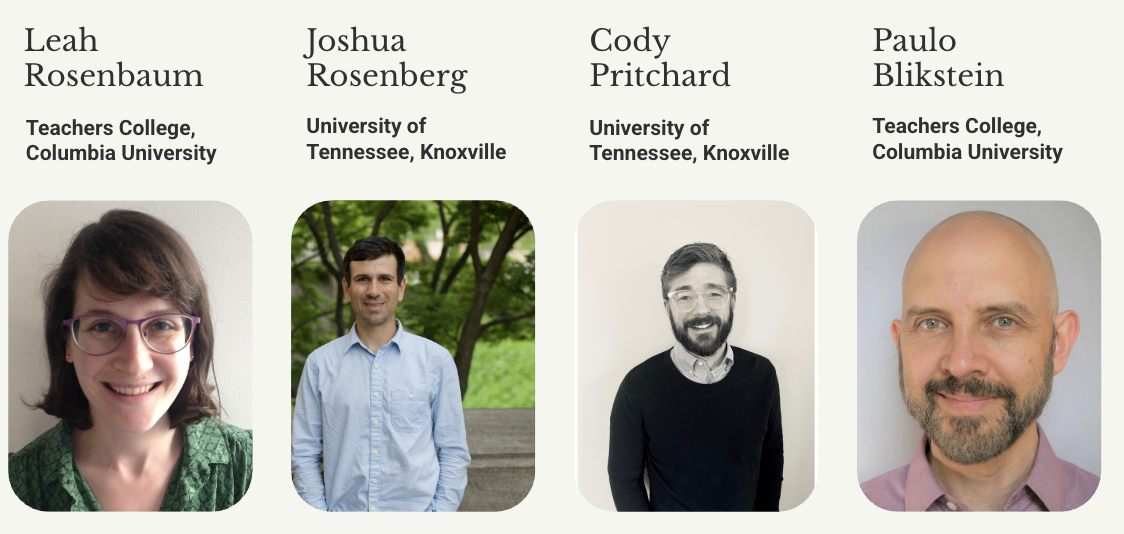 Leah
Rosenbaum
Teachers College,
Columbia University
Joshua
Rosenberg
University of
Tennessee, Knoxville
Cody
Pritchard
University of
Tennessee, Knoxville
Paulo
Blikstein
Teachers College,
Columbia University